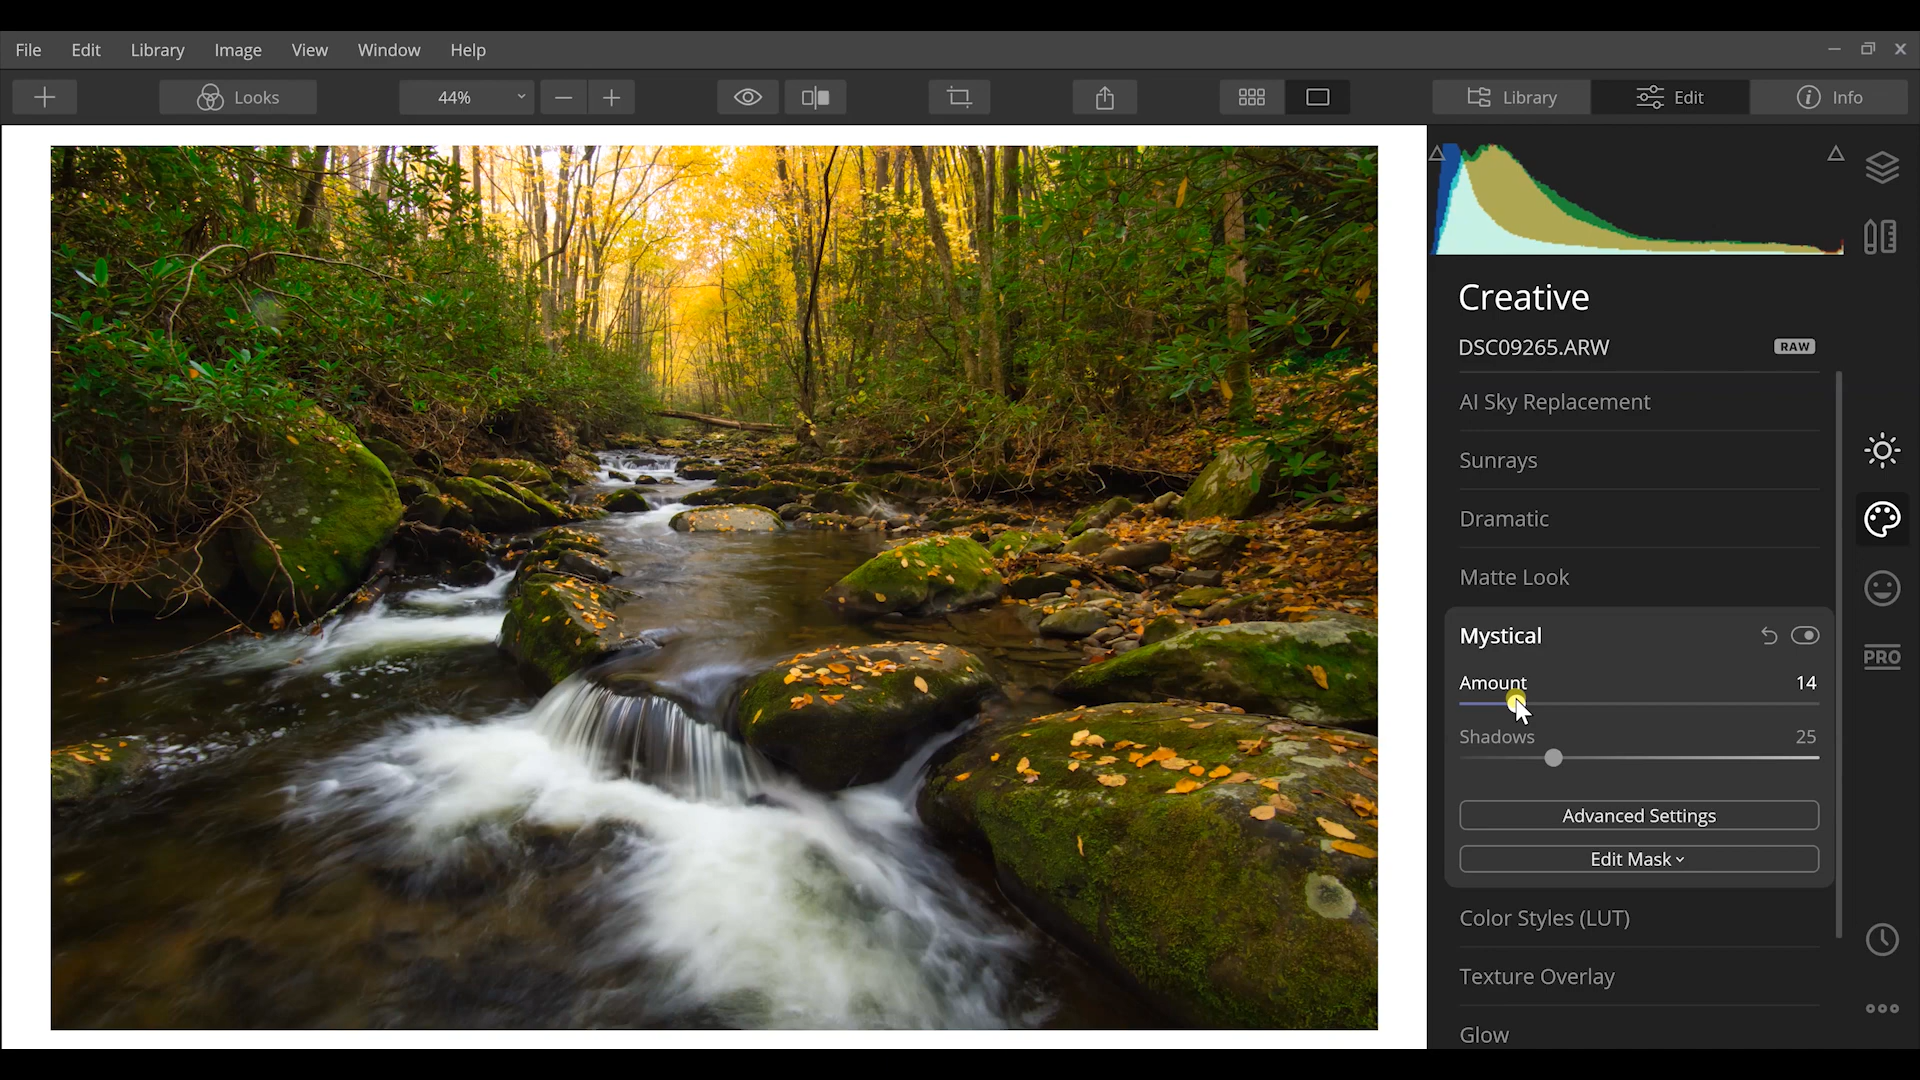 File Edit Library Image View Window Help
Looks 44% Library Edit Info
Creative
DSC09265.ARW RAW
AI Sky Replacement
Sunrays
Dramatic
Matte Look
Mystical
Amount 14
Shadows 25
Advanced Settings
Edit Mask
Color Styles (LUT)
Texture Overlay
Glow
PRO